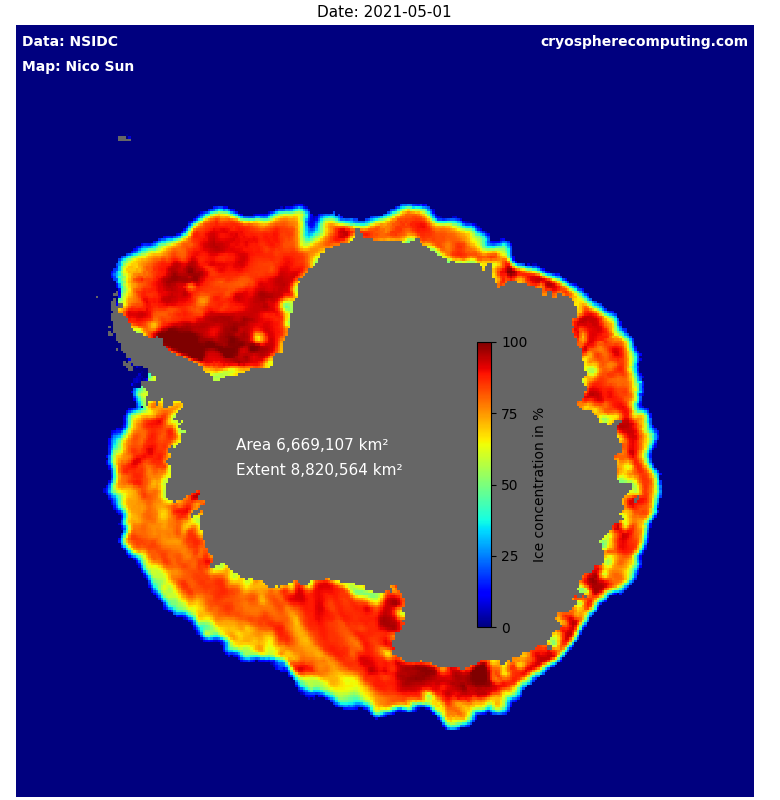 Date: 2021-05-01
Data: NSIDC
cryospherecomputing.com
Map: Nico Sun
100
75
50
25
0
Ice concentration in %
Area 6,669,107 km²
Extent 8,820,564 km²